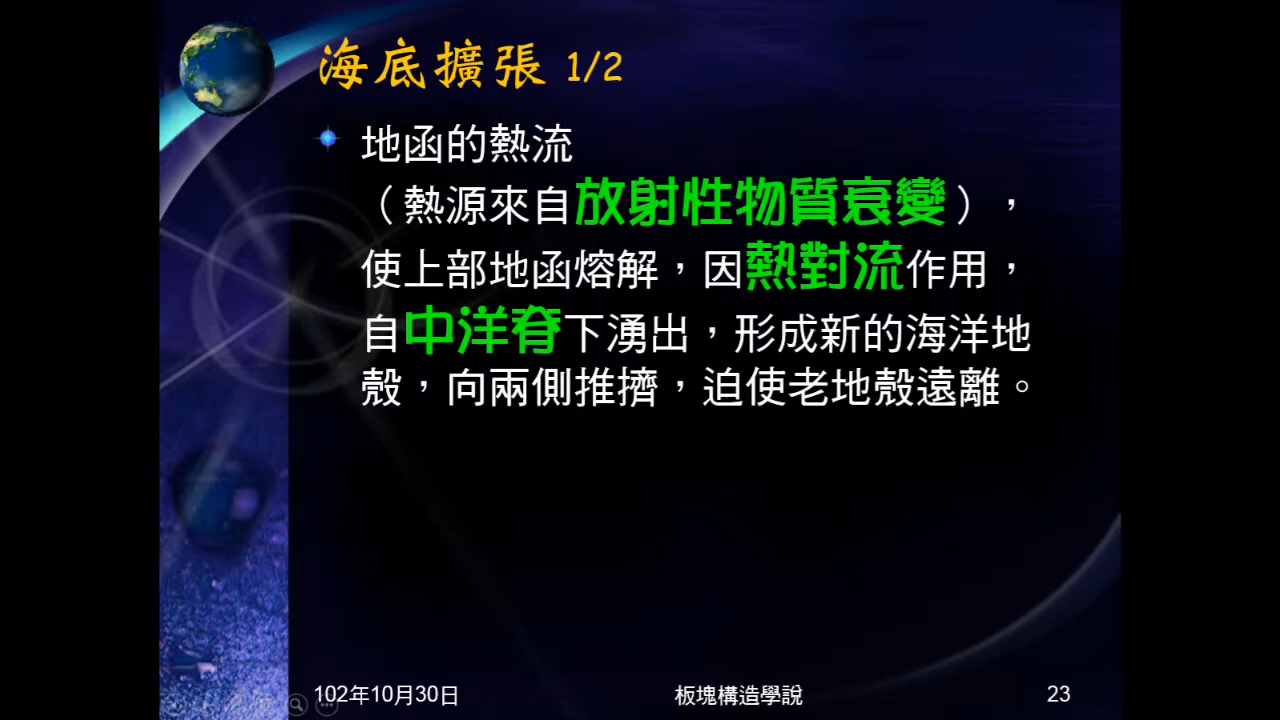 海底擴張 1/2
地函的熱流
（熱源來自放射性物質衰變），
使上部地函熔解，因熱對流作用，
自中洋脊下湧出，形成新的海洋地
殼，向兩側推擠，迫使老地殼遠離。
102年10月30日 板塊構造學說 23